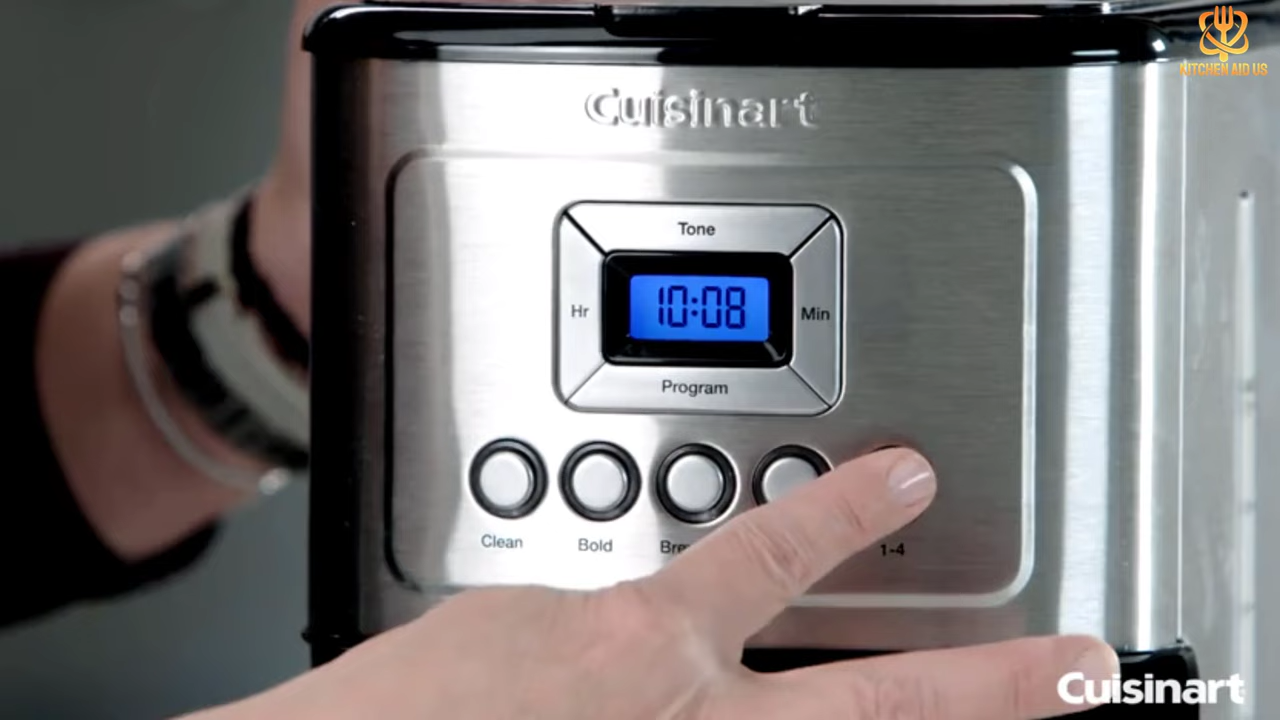 KITCHEN AID US
Cuisinart
Tone
Hr
10:08
Min
Program
Clean
Bold
1-4
Cuisinart